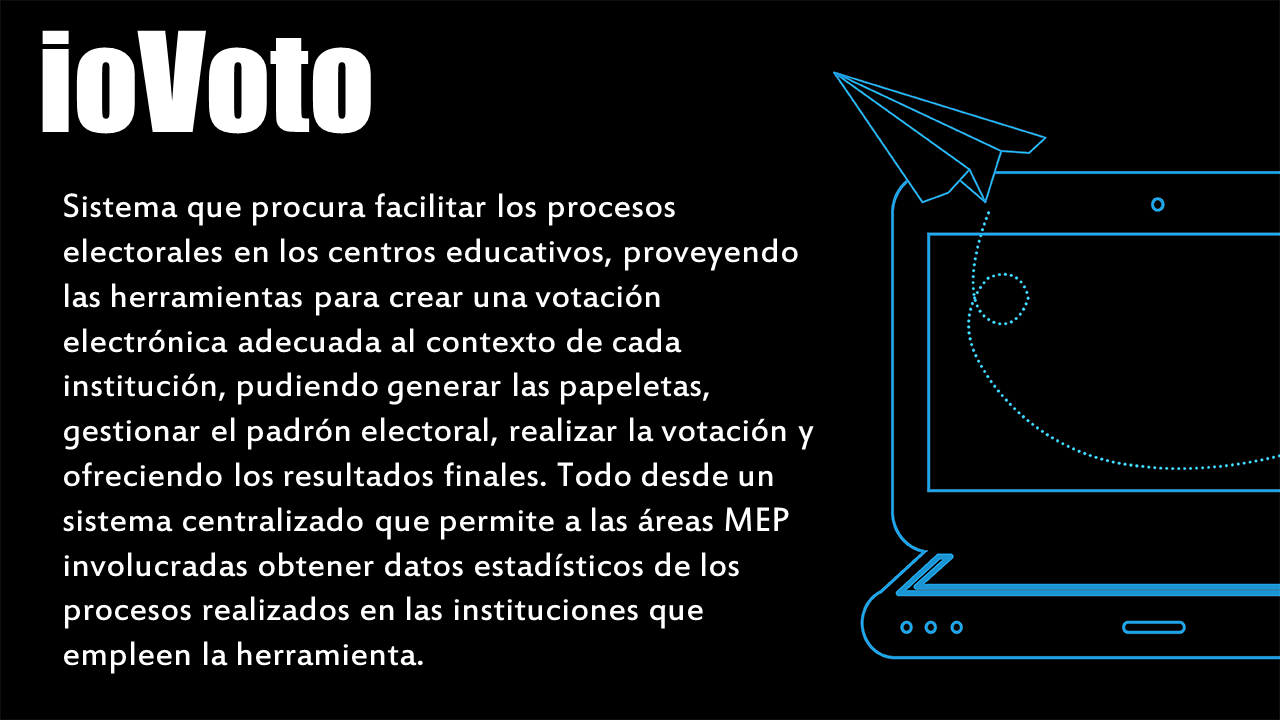 ioVoto
Sistema que procura facilitar los procesos
electorales en los centros educativos, proveyendo
las herramientas para crear una votación
electrónica adecuada al contexto de cada
institución, pudiendo generar las papeletas,
gestionar el padrón electoral, realizar la votación y
ofreciendo los resultados finales. Todo desde un
sistema centralizado que permite a las áreas MEP
involucradas obtener datos estadísticos de los
procesos realizados en las instituciones que
empleen la herramienta.